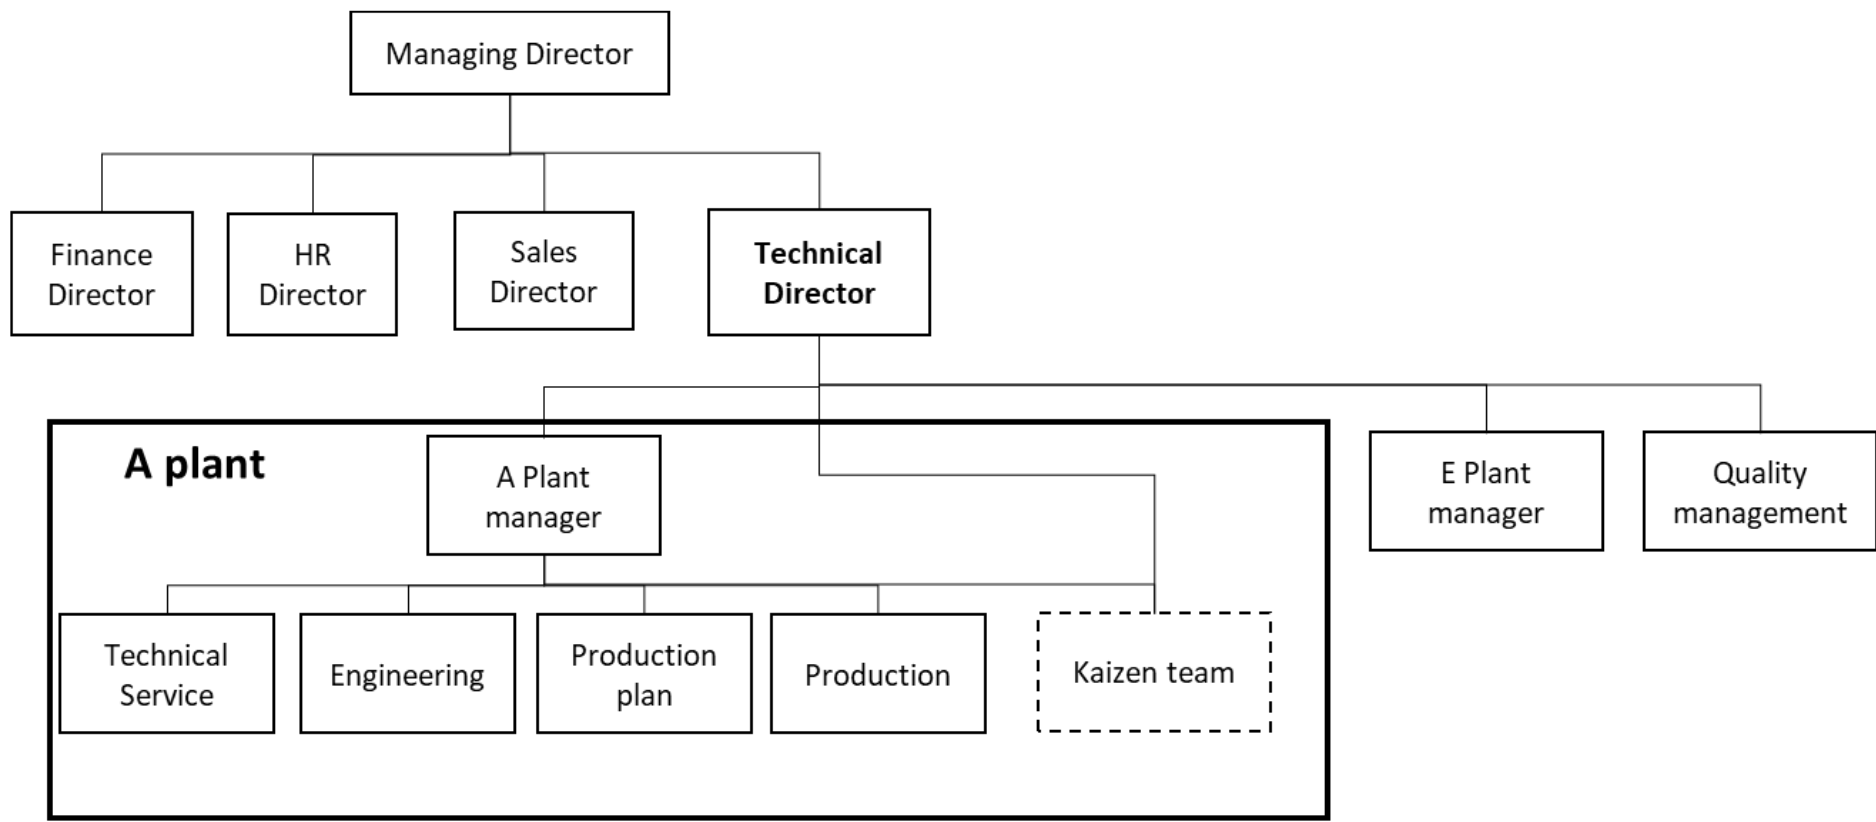 Managing Director
Finance
Director
HR
Director
Sales
Director
Technical
Director
A plant
A Plant
manager
E Plant
manager
Quality
management
Technical
Service
Engineering
Production
plan
Production
Kaizen team